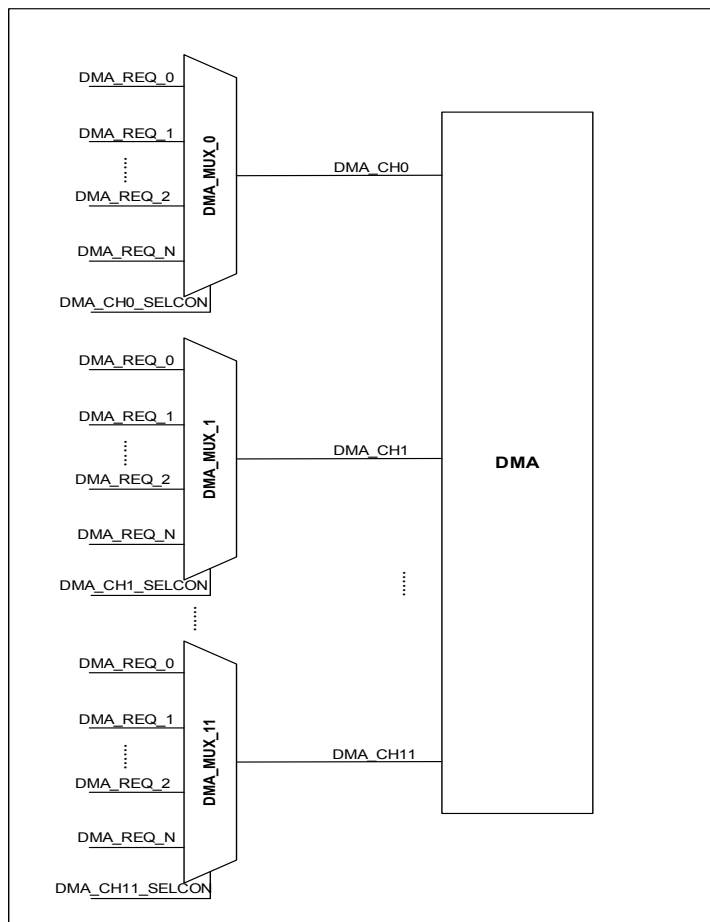 DMA_REQ_0
DMA_REQ_1
........
DMA_REQ_2
DMA_REQ_N
DMA_CH0_SELCON
DMA_MUX_0
DMA_CH0
DMA_REQ_0
DMA_REQ_1
........
DMA_REQ_2
DMA_REQ_N
DMA_CH1_SELCON
DMA_MUX_1
DMA_CH1
DMA
........
........
DMA_REQ_0
DMA_REQ_1
........
DMA_REQ_2
DMA_REQ_N
DMA_CH11_SELCON
DMA_MUX_11
DMA_CH11